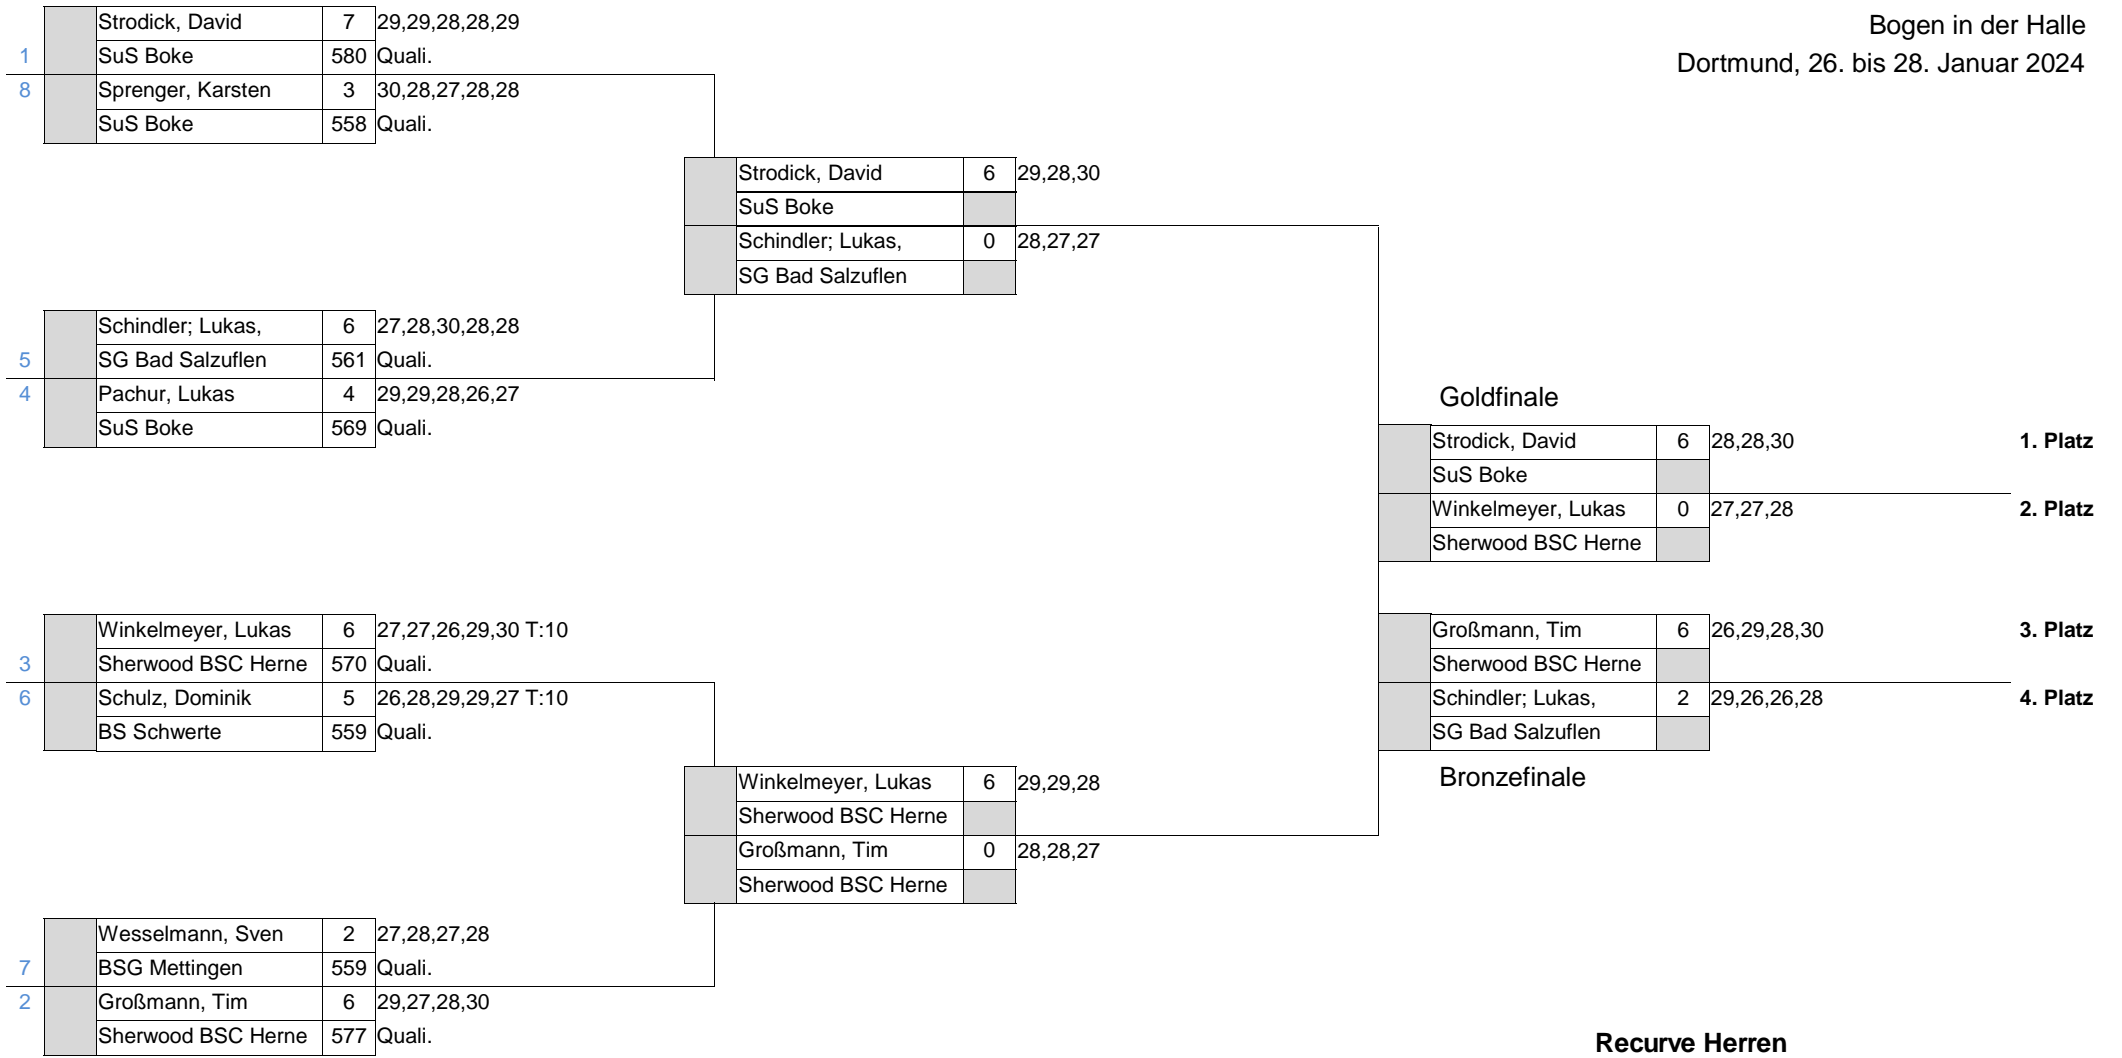 Bogen in der Halle
Dortmund, 26. bis 28. Januar 2024
Strodick, David 7 29,29,28,28,29
1 SuS Boke 580 Quali.
8 Sprenger, Karsten 3 30,28,27,28,28
SuS Boke 558 Quali.
Strodick, David 6 29,28,30
SuS Boke
Schindler; Lukas, 0 28,27,27
SG Bad Salzuflen
Schindler; Lukas, 6 27,28,30,28,28
5 SG Bad Salzuflen 561 Quali.
4 Pachur, Lukas 4 29,29,28,26,27
SuS Boke 569 Quali.
Goldfinale
Strodick, David 6 28,28,30 1. Platz
SuS Boke
Winkelmeyer, Lukas 0 27,27,28 2. Platz
Sherwood BSC Herne
Winkelmeyer, Lukas 6 27,27,26,29,30 T:10
3 Sherwood BSC Herne 570 Quali.
6 Schulz, Dominik 5 26,28,29,29,27 T:10
BS Schwerte 559 Quali.
Großmann, Tim 6 26,29,28,30 3. Platz
Sherwood BSC Herne
Schindler; Lukas, 2 29,26,26,28 4. Platz
SG Bad Salzuflen
Bronzefinale
Winkelmeyer, Lukas 6 29,29,28
Sherwood BSC Herne
Großmann, Tim 0 28,28,27
Sherwood BSC Herne
Wesselmann, Sven 2 27,28,27,28
7 BSG Mettingen 559 Quali.
2 Großmann, Tim 6 29,27,28,30
Sherwood BSC Herne 577 Quali.
Recurve Herren